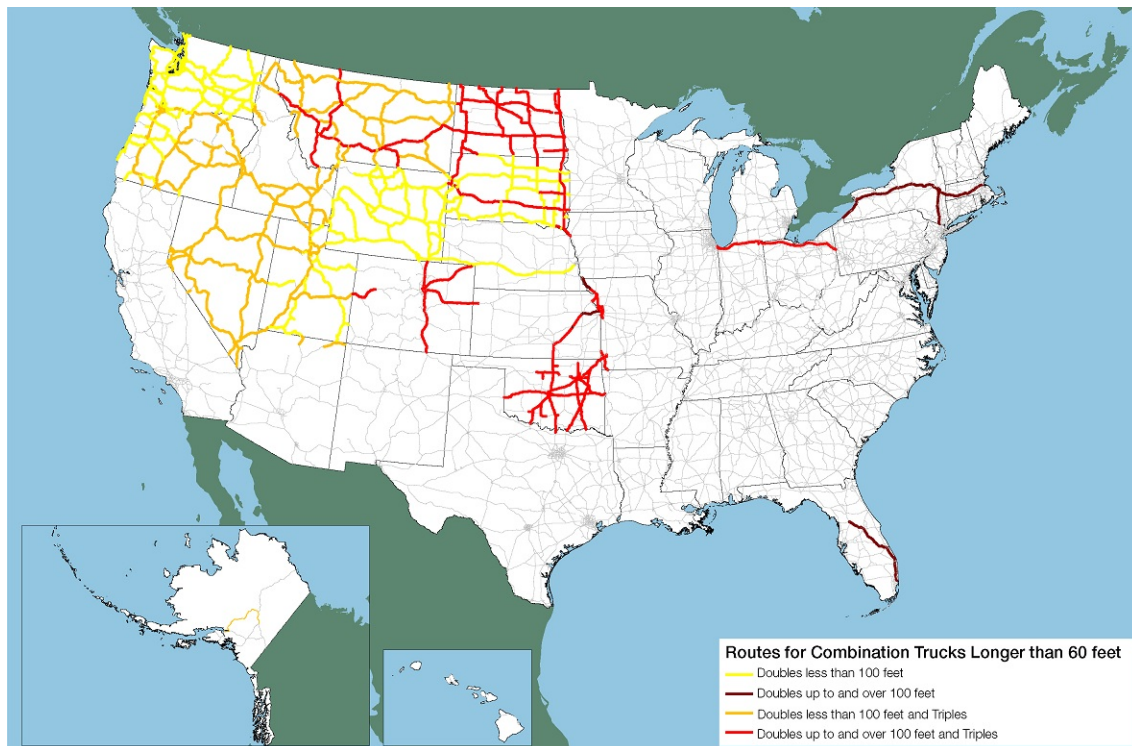 Routes for Combination Trucks Longer than 60 feet
Doubles less than 100 feet
Doubles up to and over 100 feet
Doubles less than 100 feet and Triples
Doubles up to and over 100 feet and Triples